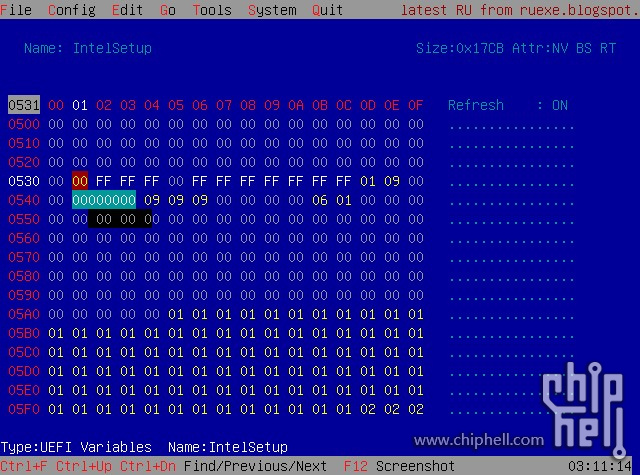 File Config Edit Go Tools System Quit latest RU from ruexe.blogspot.
Name: IntelSetup Size:0x17CB Attr:NV BS RT
0531 00 01 02 03 04 05 06 07 08 09 0A 0B 0C 0D 0E 0F Refresh : ON
0500 00 00 00 00 00 00 00 00 00 00 00 00 00 00 00 00 ................
0510 00 00 00 00 00 00 00 00 00 00 00 00 00 00 00 00 ................
0520 00 00 00 00 00 00 00 00 00 00 00 00 00 00 00 00 ................
0530 00 00 FF FF FF 00 FF FF FF FF FF FF FF 01 09 00 ................
0540 00 00000000 09 09 09 00 00 00 00 06 01 00 00 00 ................
0550 00 00 00 0 00 00 00 00 00 00 00 00 00 00 00 ................
0560 00 00 00 00 00 00 00 00 00 00 00 00 00 00 00 00 ................
0570 00 00 00 00 00 00 00 00 00 00 00 00 00 00 00 00 ................
0580 00 00 00 00 00 00 00 00 00 00 00 00 00 00 00 00 ................
0590 00 00 00 00 00 00 00 00 00 00 00 00 00 00 00 00 ................
05A0 00 00 00 00 00 01 01 01 01 01 01 01 01 01 01 01 ................
05B0 01 01 01 01 01 01 01 01 01 01 01 01 01 01 01 01 ................
05C0 01 01 01 01 01 01 01 01 01 01 01 01 01 01 01 01 ................
05D0 01 01 01 01 01 01 01 01 01 01 01 01 01 01 01 01 ................
05E0 01 01 01 01 01 01 01 01 01 01 01 01 01 01 01 01 ................
05F0 01 01 01 01 01 01 01 01 01 01 01 01 01 02 02 02 ................
chip hell
www.chiphell.com
Type:UEFI Variables Name:IntelSetup
Ctrl+F Ctrl+Up Ctrl+Dn Find/Previous/Next F12 Screenshot 03:11:14